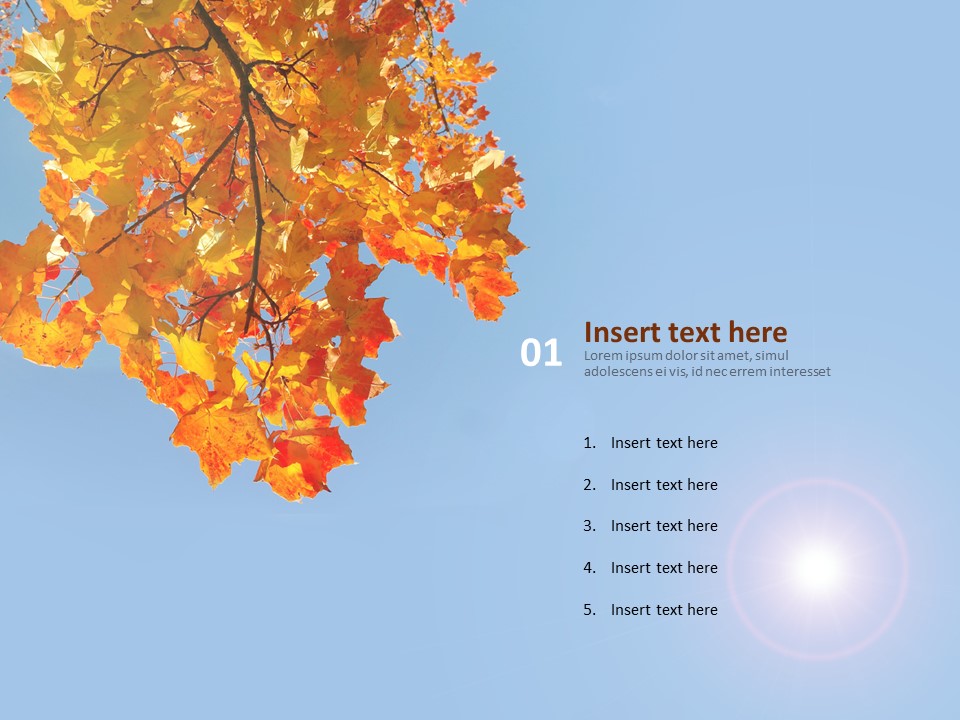 01
Insert text here
Lorem ipsum dolor sit amet, simul
adolescens ei vis, id nec errem interesset
1. Insert text here
2. Insert text here
3. Insert text here
4. Insert text here
5. Insert text here